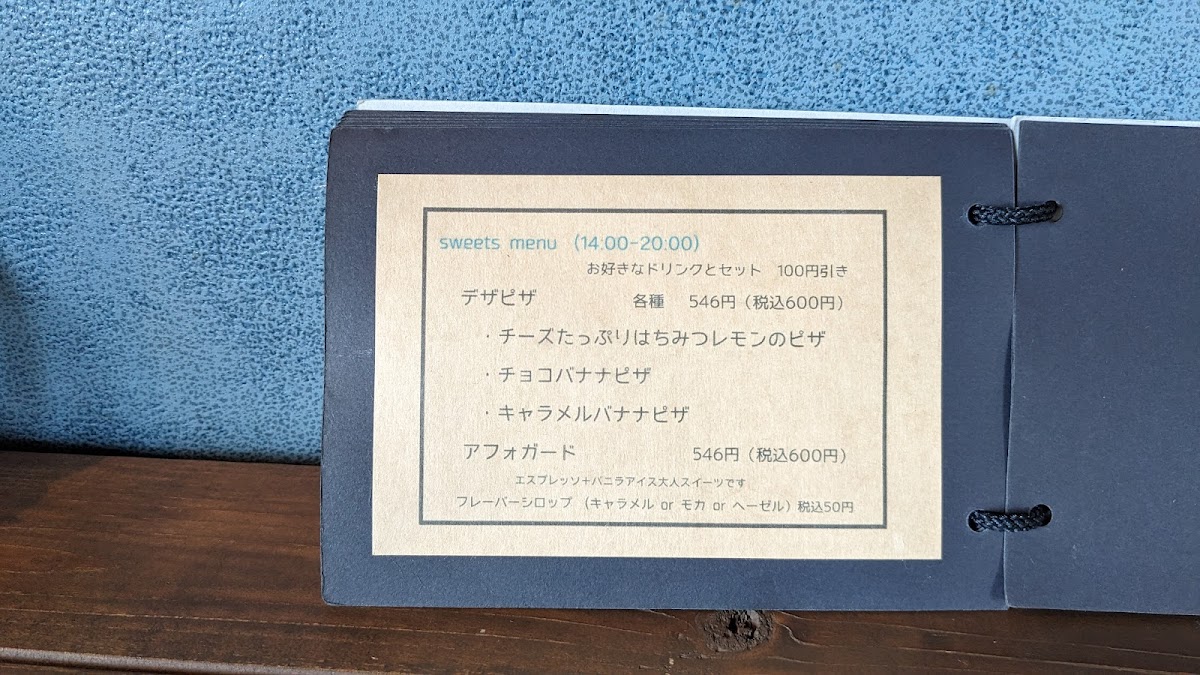 sweets menu (14:00-20:00)
お好きなドリンクとセット 100円引き
デザピザ 各種 546円（税込600円）
・チーズたっぷりはちみつレモンのピザ
・チョコバナナピザ
・キャラメルバナナピザ
アフォガード 546円（税込600円）
エスプレッソ+バニラアイス大人スイーツです
フレーバーシロップ （キャラメル or モカ or ヘーゼル）税込50円